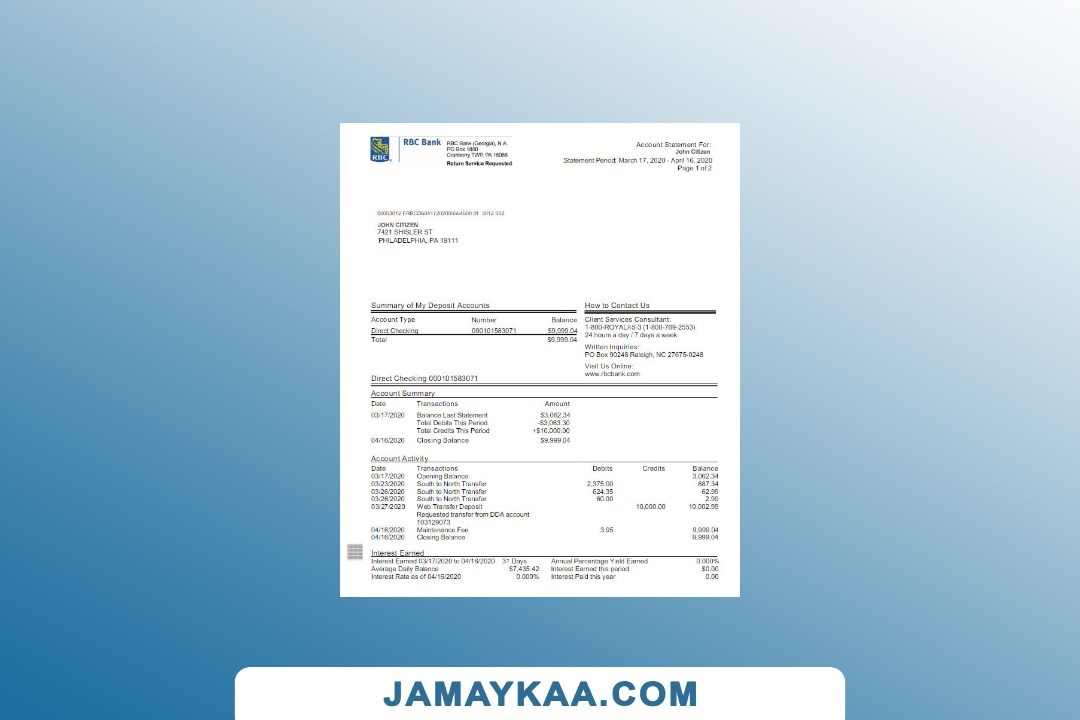 RBC
RBC Bank
RBC Bank (Georgia), N.A.
PO Box 1800
Cranberry TWP, PA 16066
Return Service Requested
Account Statement For:
John Citizen
Statement Period: March 17, 2020 - April 16, 2020
Page 1 of 2
JOHN CITIZEN
7421 SHISLER ST
PHILADELPHIA, PA 19111
Summary of My Deposit Accounts
Account Type Number Balance
Direct Checking 000101583071 $9,999.04
Total $9,999.04
How to Contact Us
Client Services Consultant:
1-800-ROYAL®5-3 (1-800-769-2553)
24 hours a day / 7 days a week
Written Inquiries:
PO Box 90248 Raleigh, NC 27675-0248
Visit Us Online:
www.rbcbank.com
Direct Checking 000101583071
Account Summary
Date Transactions Amount
03/17/2020 Balance Last Statement $3,062.34
Total Debits This Period -$3,063.30
Total Credits This Period +$10,000.00
04/16/2020 Closing Balance $9,999.04
Account Activity
Date Transactions Debits Credits Balance
03/17/2020 Opening Balance 3,062.34
03/23/2020 South to North Transfer 2,375.00 687.34
03/26/2020 South to North Transfer 624.35 62.99
03/26/2020 South to North Transfer 60.00 2.99
03/27/2020 Web Transfer Deposit 10,000.00 10,002.99
Requested transfer from DDA account
103129073
04/16/2020 Maintenance Fee 3.95 9,999.04
04/16/2020 Closing Balance 9,999.04
Interest Earned
Interest Earned 03/17/2020 to 04/16/2020 31 Days Annual Percentage Yield Earned 0.000%
Average Daily Balance $7,435.42 Interest Earned this period $0.00
Interest Rate as of 04/16/2020 0.000% Interest Paid this year 0.00
JAMAYKAA.COM